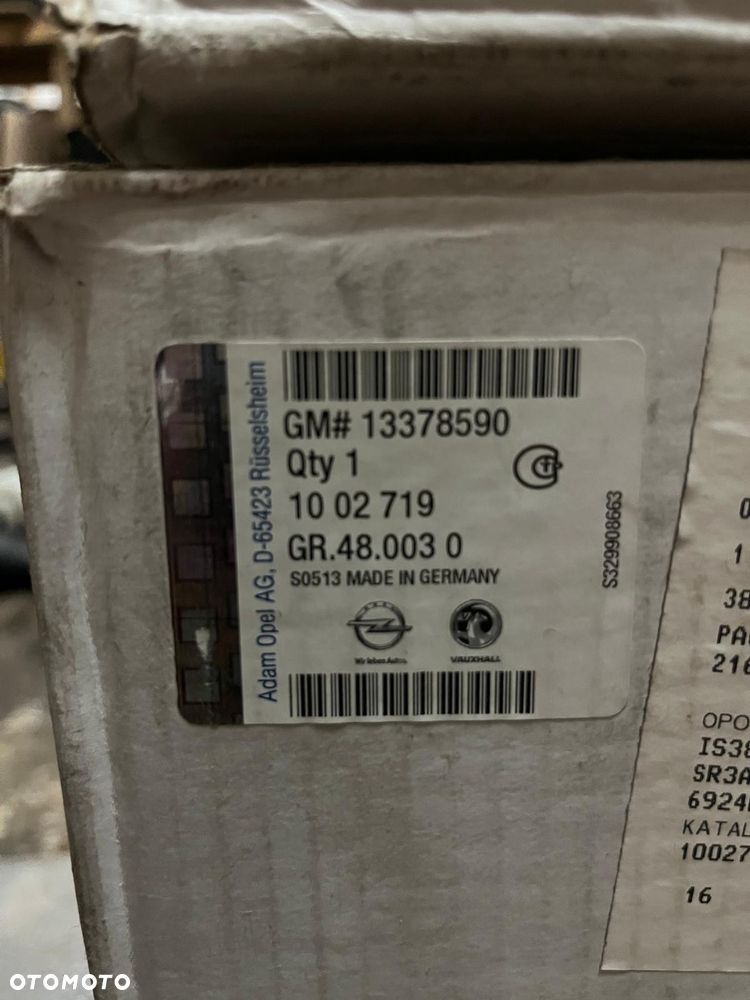 Adam Opel AG, D-65423 Rüsselsheim
GM# 13378590
Qty 1
10 02 719
GR.48.003 0
S0513 MADE IN GERMANY
S329908663
Wir leben Autos.
VAUXHALL
0
1
38
PA
216
OPO
IS38
SR3A
6924
KATAL
10027
16
OTOMOTO